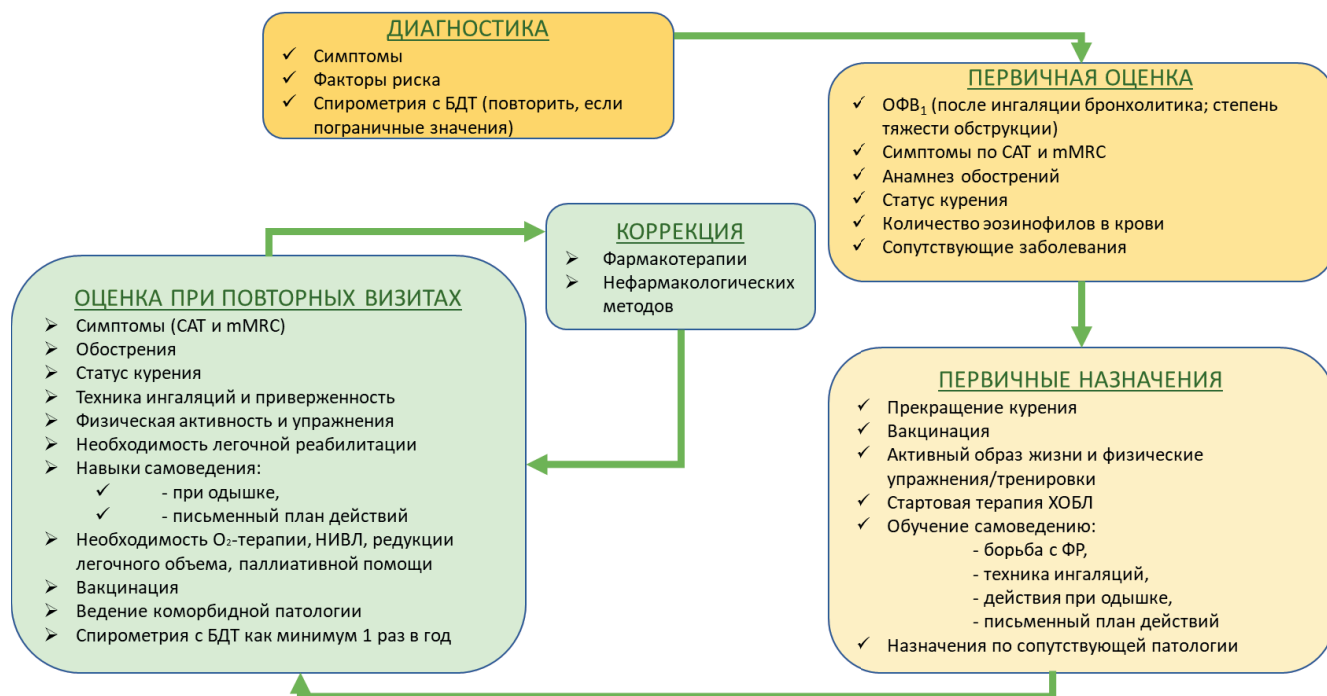 ДИАГНОСТИКА
✓ Симптомы
✓ Факторы риска
✓ Спирометрия с БДТ (повторить, если
пограничные значения)
ПЕРВИЧНАЯ ОЦЕНКА
✓ ОФВ₁ (после ингаляции бронхолитика; степень
тяжести обструкции)
✓ Симптомы по CAT и mMRC
✓ Анамнез обострений
✓ Статус курения
✓ Количество эозинофилов в крови
✓ Сопутствующие заболевания
ПЕРВИЧНЫЕ НАЗНАЧЕНИЯ
✓ Прекращение курения
✓ Вакцинация
✓ Активный образ жизни и физические
упражнения/тренировки
✓ Стартовая терапия ХОБЛ
✓ Обучение самоведению:
- борьба с ФР,
- техника ингаляций,
- действия при одышке,
- письменный план действий
✓ Назначения по сопутствующей патологии
ОЦЕНКА ПРИ ПОВТОРНЫХ ВИЗИТАХ
➢ Симптомы (CAT и mMRC)
➢ Обострения
➢ Статус курения
➢ Техника ингаляций и приверженность
➢ Физическая активность и упражнения
➢ Необходимость легочной реабилитации
➢ Навыки самоведения:
✓ - при одышке,
✓ - письменный план действий
➢ Необходимость О₂-терапии, НИВЛ, редукции
легочного объема, паллиативной помощи
➢ Вакцинация
➢ Ведение коморбидной патологии
➢ Спирометрия с БДТ как минимум 1 раз в год
КОРРЕКЦИЯ
➢ Фармакотерапии
➢ Нефармакологических
методов